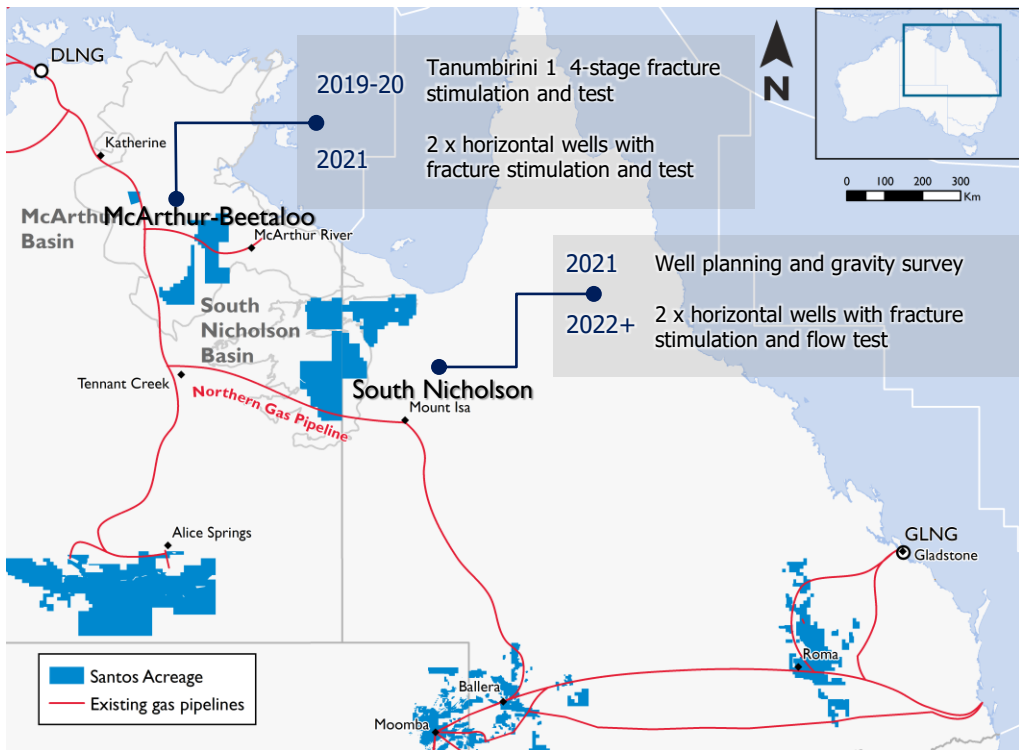 DLNG
2019-20
Tanumbirini 1 4-stage fracture
stimulation and test
2021
2 x horizontal wells with
fracture stimulation and test
N
0 100 200 300
Km
Katherine
McArthur
Basin
McArthur-Beetaloo
McArthur River
2021
Well planning and gravity survey
2022+
2 x horizontal wells with fracture
stimulation and flow test
South
Nicholson
Basin
Tennant Creek
Northern Gas Pipeline
South Nicholson
Mount Isa
Alice Springs
GLNG
Gladstone
Roma
Ballera
Moomba
Santos Acreage
Existing gas pipelines